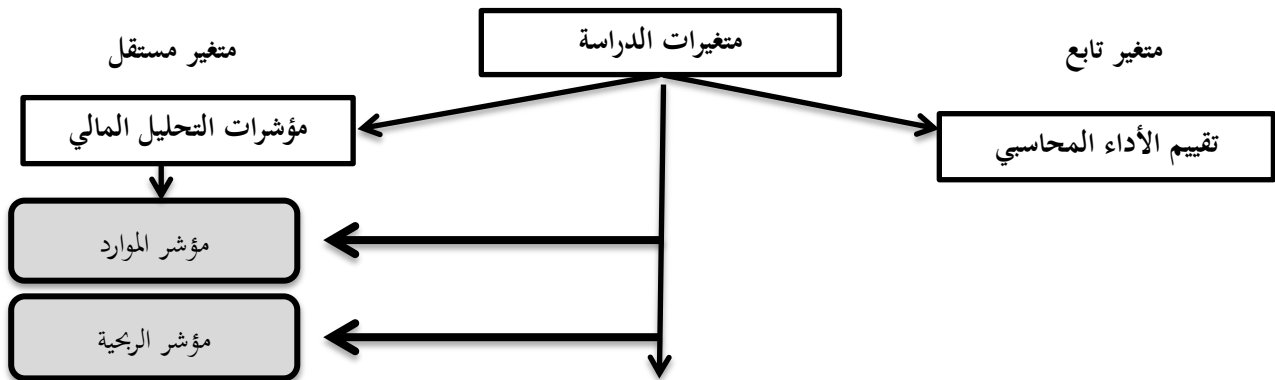 متغيرات الدراسة
متغير تابع
متغير مستقل
تقييم الأداء المحاسبي
مؤشرات التحليل المالي
مؤشر الموارد
مؤشر الربحية